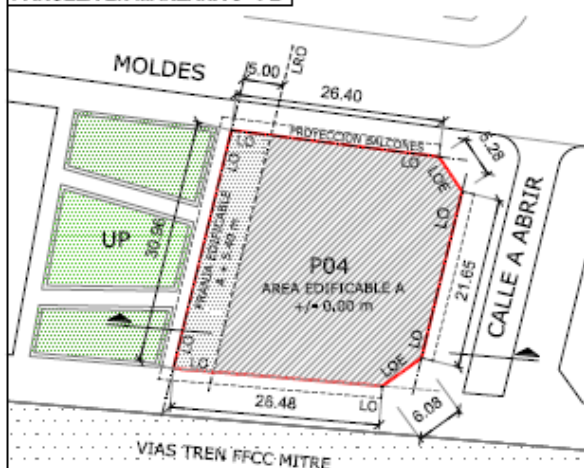 MOLDES
5.00
LRO
26.40
PROYECCION BALCONES
6.28
LO
LO
LOE
LO
LO
UP
30.96
FRANJA EDIFICABLE
A + 5.40 m
P04
AREA EDIFICABLE A
+/- 0.00 m
21.65
CALLE A ABRIR
LO
LO
LO
LOE
LO
26.48
6.08
VIAS TREN FFCC MITRE